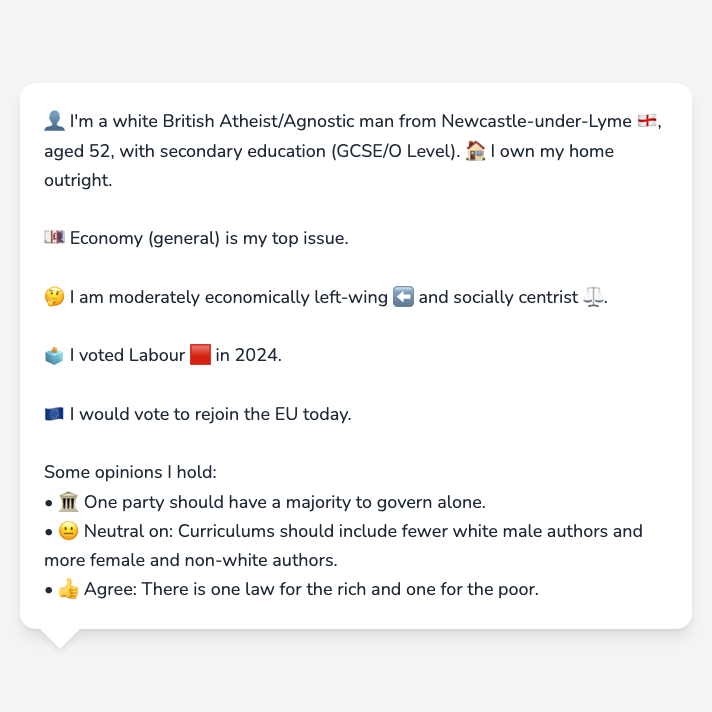 👤 I'm a white British Atheist/Agnostic man from Newcastle-under-Lyme 🏴󠁧󠁢󠁥󠁮󠁧󠁿,
aged 52, with secondary education (GCSE/O Level). 🏠 I own my home
outright.
💷 Economy (general) is my top issue.
🤔 I am moderately economically left-wing ⬅️ and socially centrist ⚖️.
🗳️ I voted Labour 🟥 in 2024.
🇪🇺 I would vote to rejoin the EU today.
Some opinions I hold:
• 🏛️ One party should have a majority to govern alone.
• 😐 Neutral on: Curriculums should include fewer white male authors and
more female and non-white authors.
• 👍 Agree: There is one law for the rich and one for the poor.